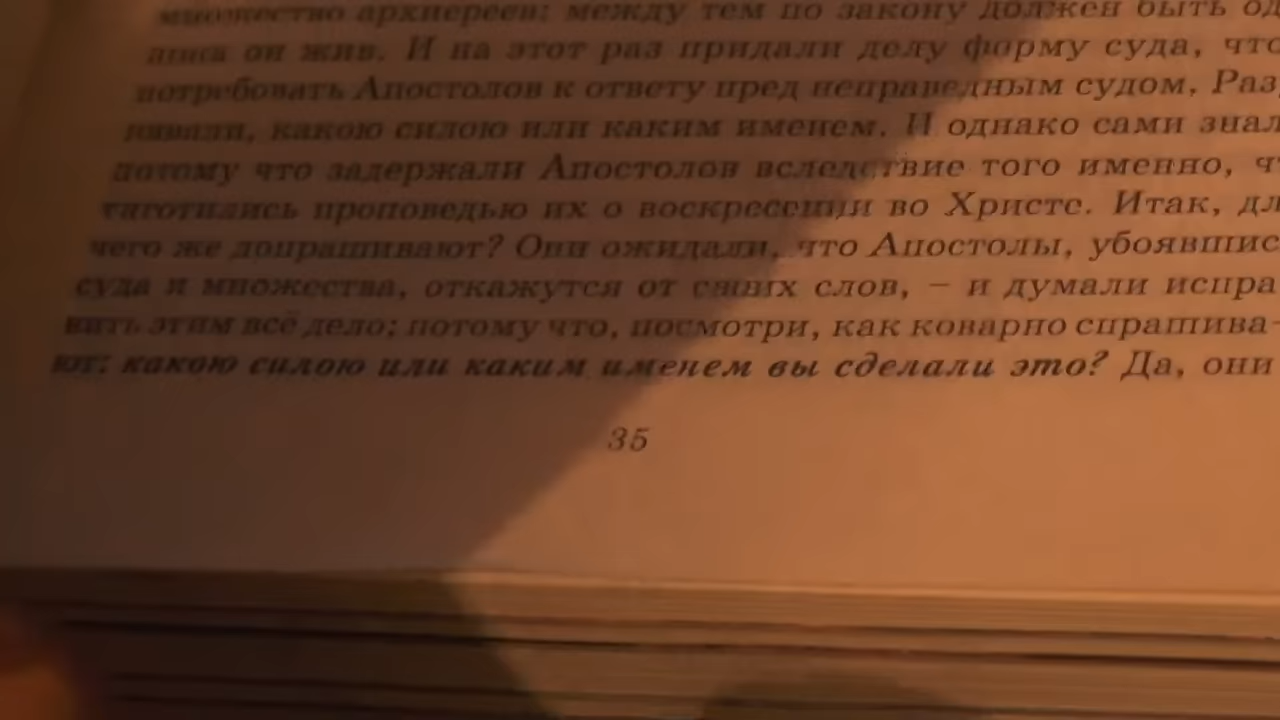 множество архиереев: между тем по закону должен быть од
пока он жив. И на этот раз придали делу форму суда, что
потребовать Апостолов к ответу пред неправедным судом, Раз,
какою силою или каким именем. И однако сами знал
потому что задержали Апостолов вследствие того именно, ч
тяготились проповедью их о воскресении во Христе. Итак, дл
чего же допрашивают? Они ожидали, что Апостолы, убоявшис
суда и множества, откажутся от своих слов, – и думали испра
вить этим всё дело; потому что, посмотри, как коварно спрашива-
ют: какою силою или каким именем вы сделали это? Да, они
35